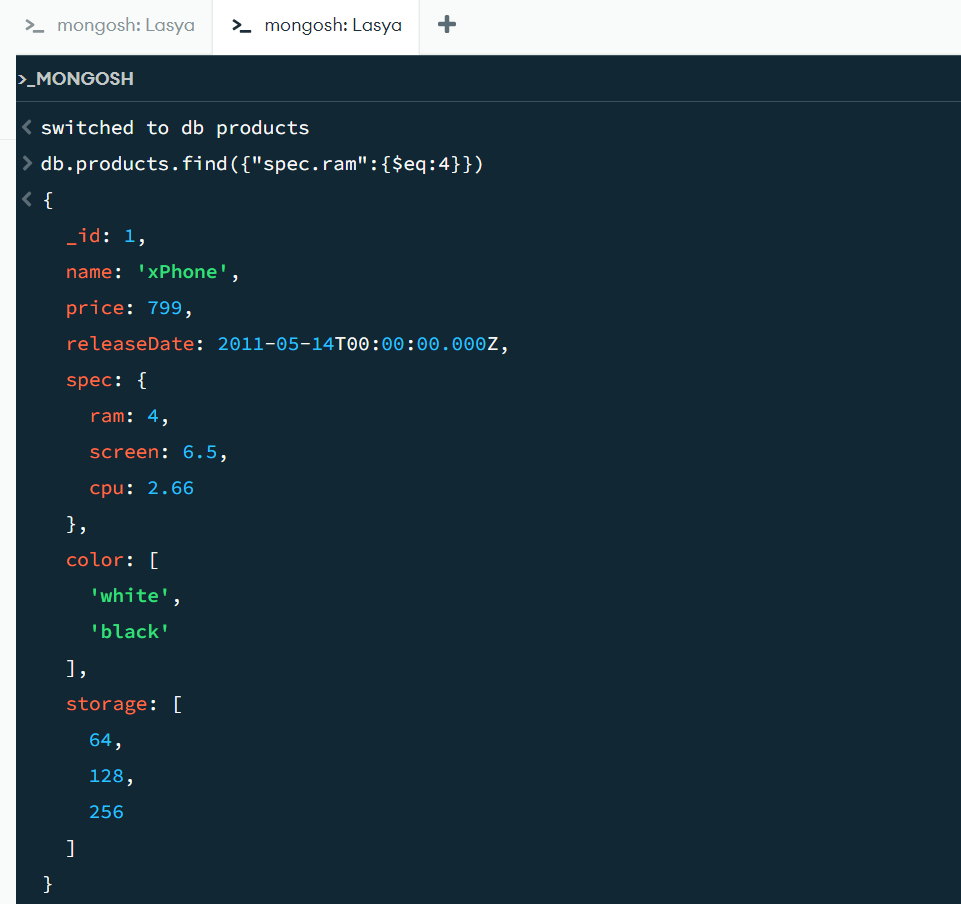 >_ mongosh: Lasya >_ mongosh: Lasya +
>_MONGOSH
< switched to db products
> db.products.find({"spec.ram":{$eq:4}})
< {
_id: 1,
name: 'xPhone',
price: 799,
releaseDate: 2011-05-14T00:00:00.000Z,
spec: {
ram: 4,
screen: 6.5,
cpu: 2.66
},
color: [
'white',
'black'
],
storage: [
64,
128,
256
]
}